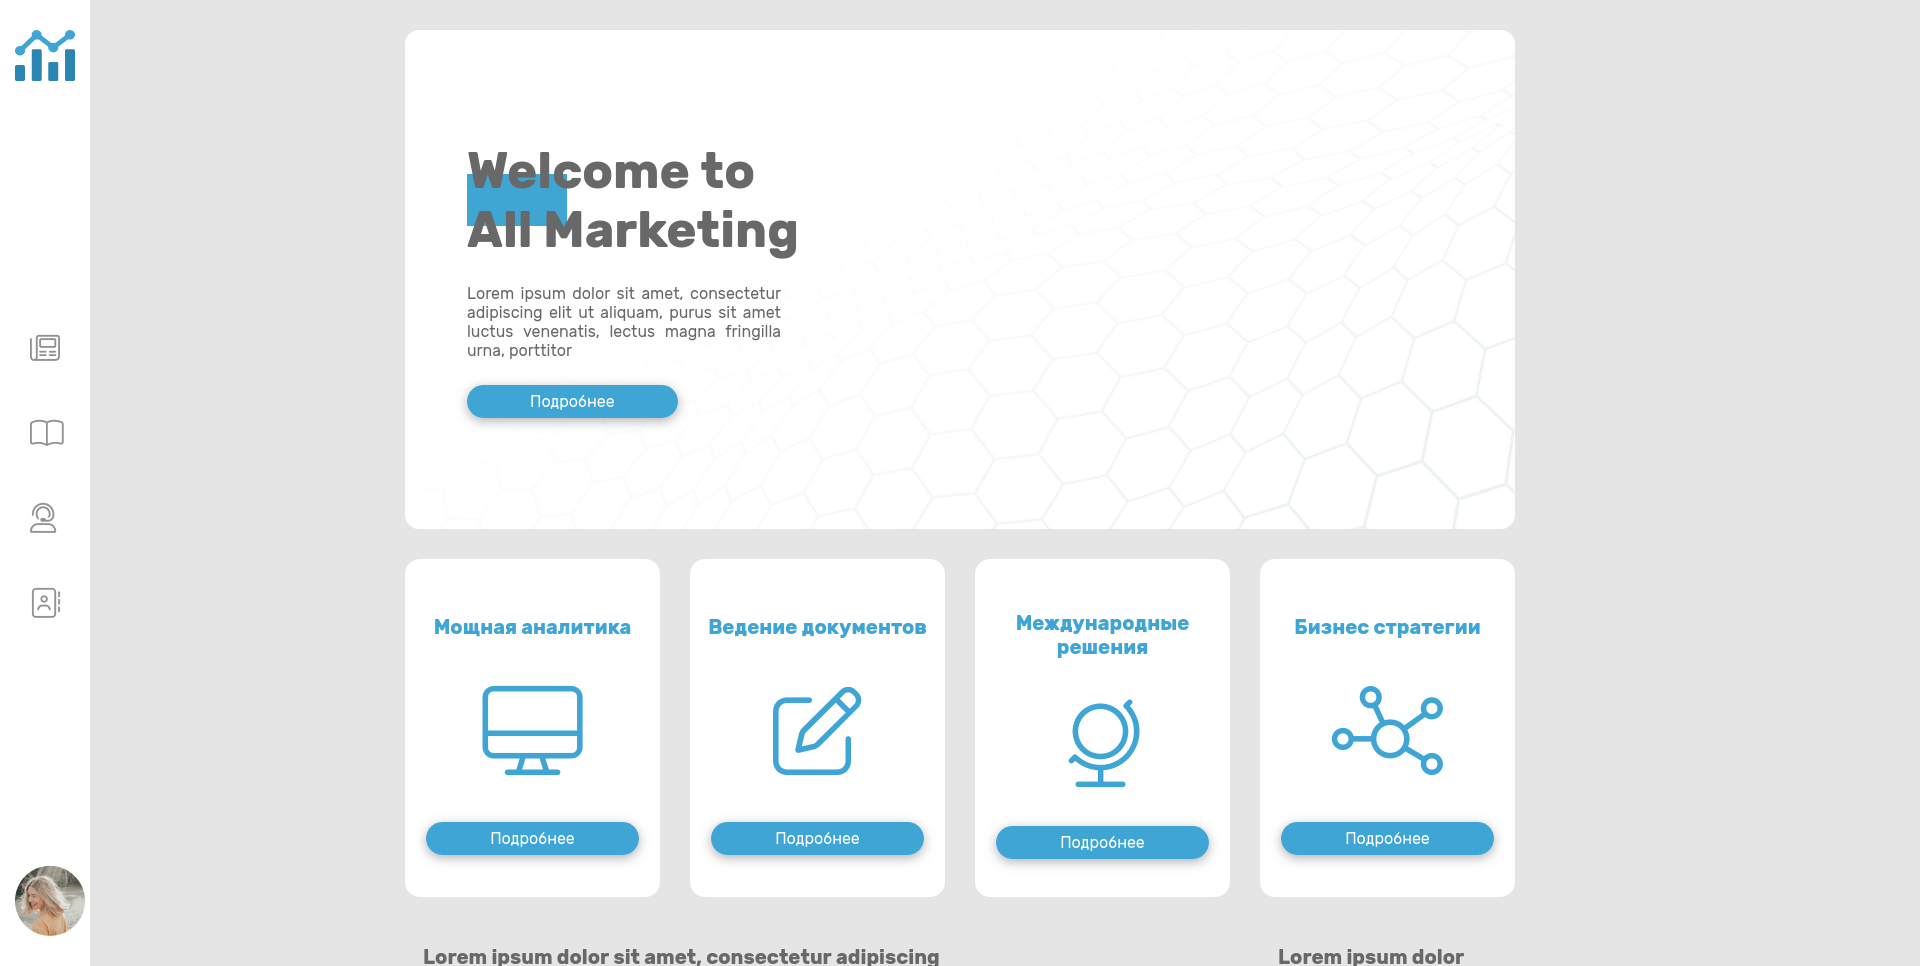 Welcome to
All Marketing
Lorem ipsum dolor sit amet, consectetur
adipiscing elit ut aliquam, purus sit amet
luctus venenatis, lectus magna fringilla
urna, porttitor
Подробнее
Мощная аналитика
Подробнее
Ведение документов
Подробнее
Международные
решения
Подробнее
Бизнес стратегии
Подробнее
Lorem ipsum dolor sit amet, consectetur adipiscing
Lorem ipsum dolor